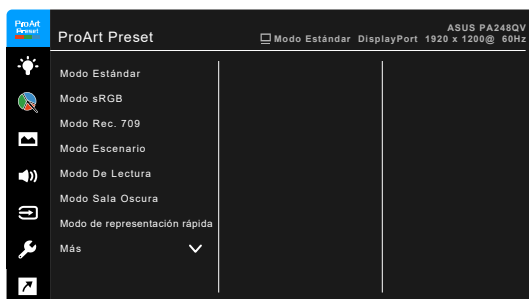 ProArt
Preset
ProArt Preset
ASUS PA248QV
Modo Estándar DisplayPort 1920 x 1200@ 60Hz
Modo Estándar
Modo sRGB
Modo Rec. 709
Modo Escenario
Modo De Lectura
Modo Sala Oscura
Modo de representación rápida
Más